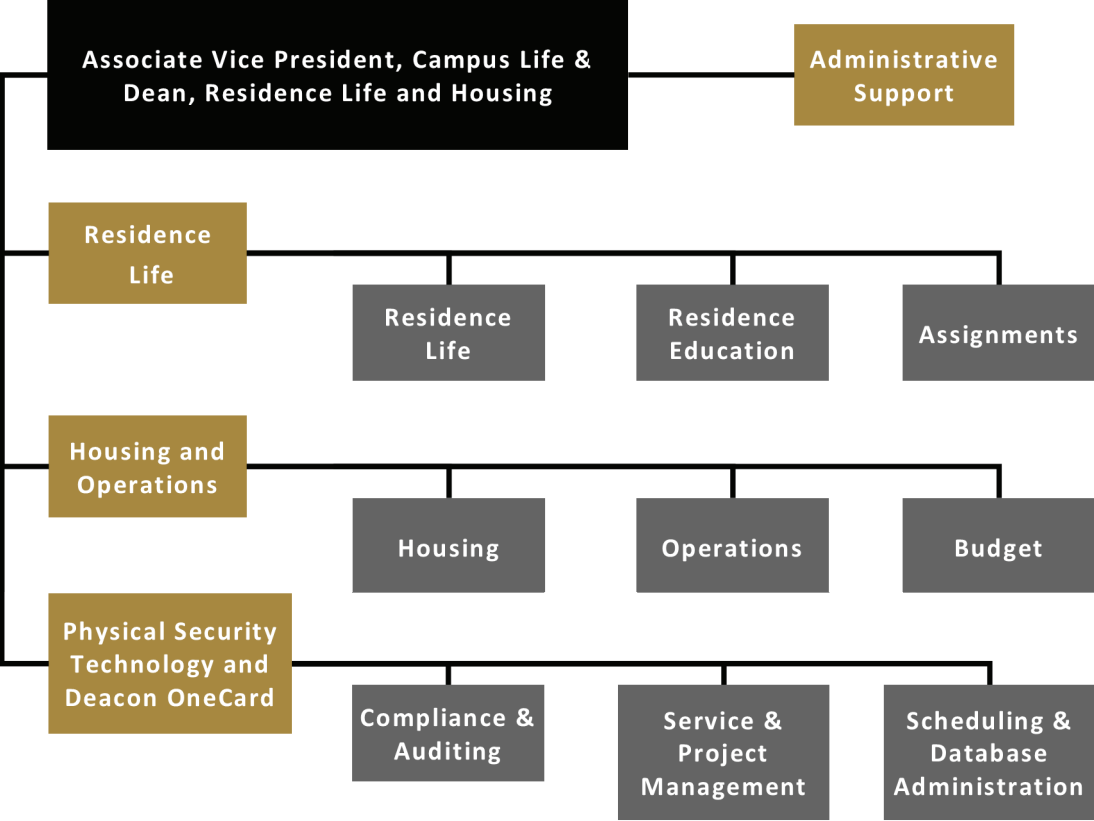 Associate Vice President, Campus Life &
Dean, Residence Life and Housing
Administrative
Support
Residence
Life
Residence
Life
Residence
Education
Assignments
Housing and
Operations
Housing
Operations
Budget
Physical Security
Technology and
Deacon OneCard
Compliance &
Auditing
Service &
Project
Management
Scheduling &
Database
Administration